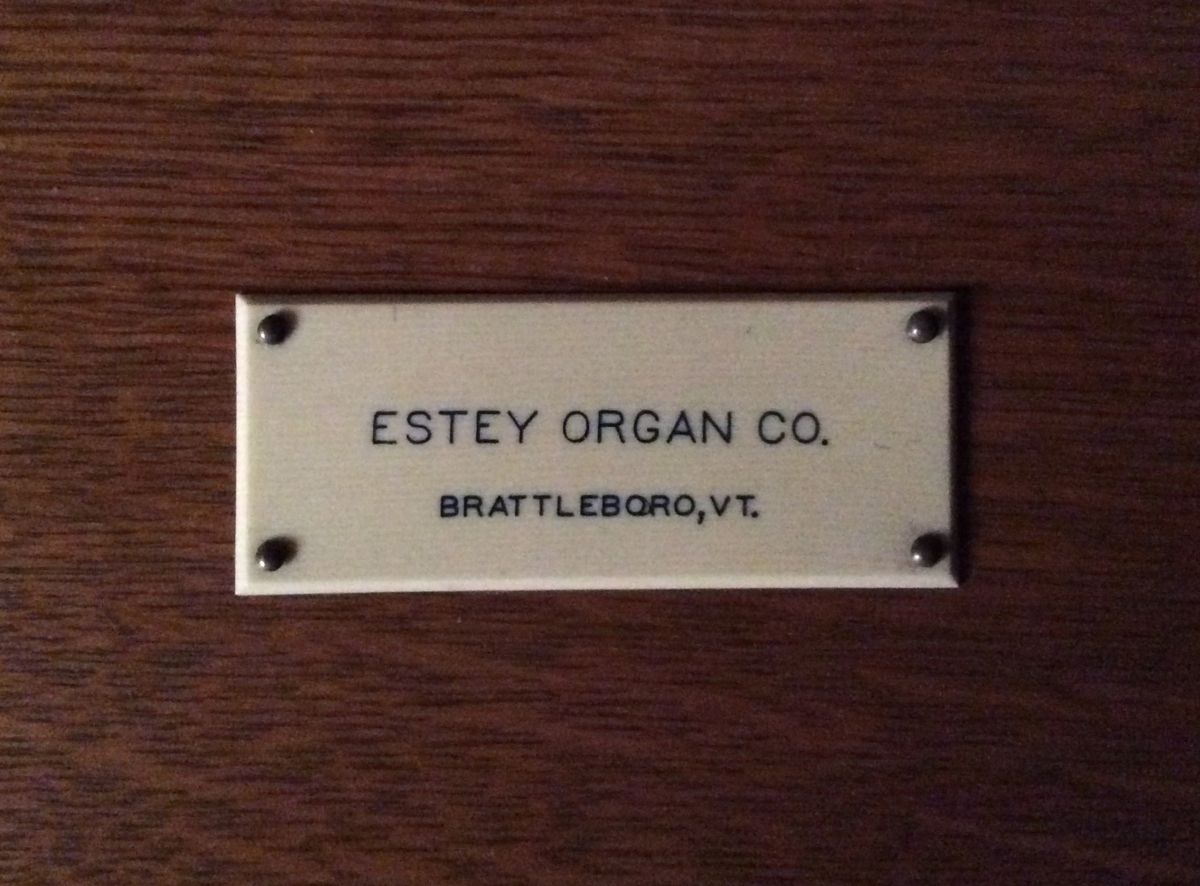 ESTEY ORGAN CO.
BRATTLEBORO, VT.